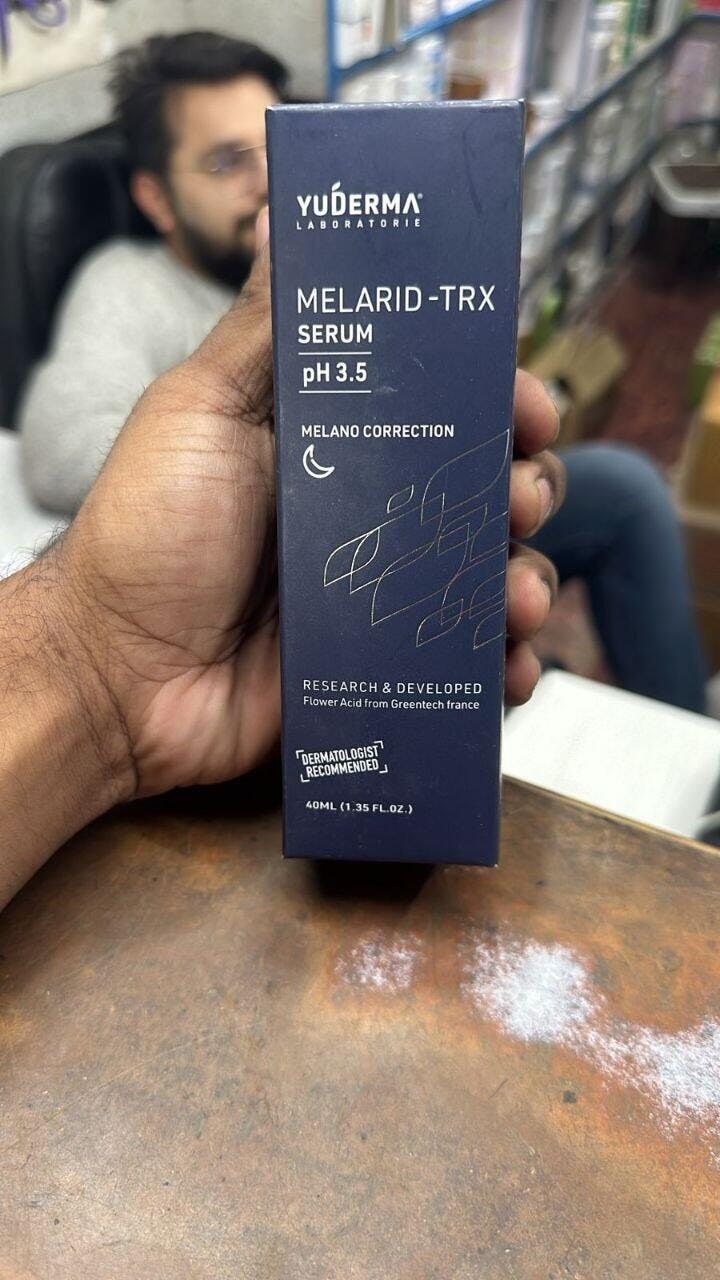 YUDERMA®
LABORATORIE
MELARID-TRX
SERUM
pH 3.5
MELANO CORRECTION
RESEARCH & DEVELOPED
Flower Acid from Greentech france
DERMATOLOGIST
RECOMMENDED
40ML (1.35 FL.OZ.)